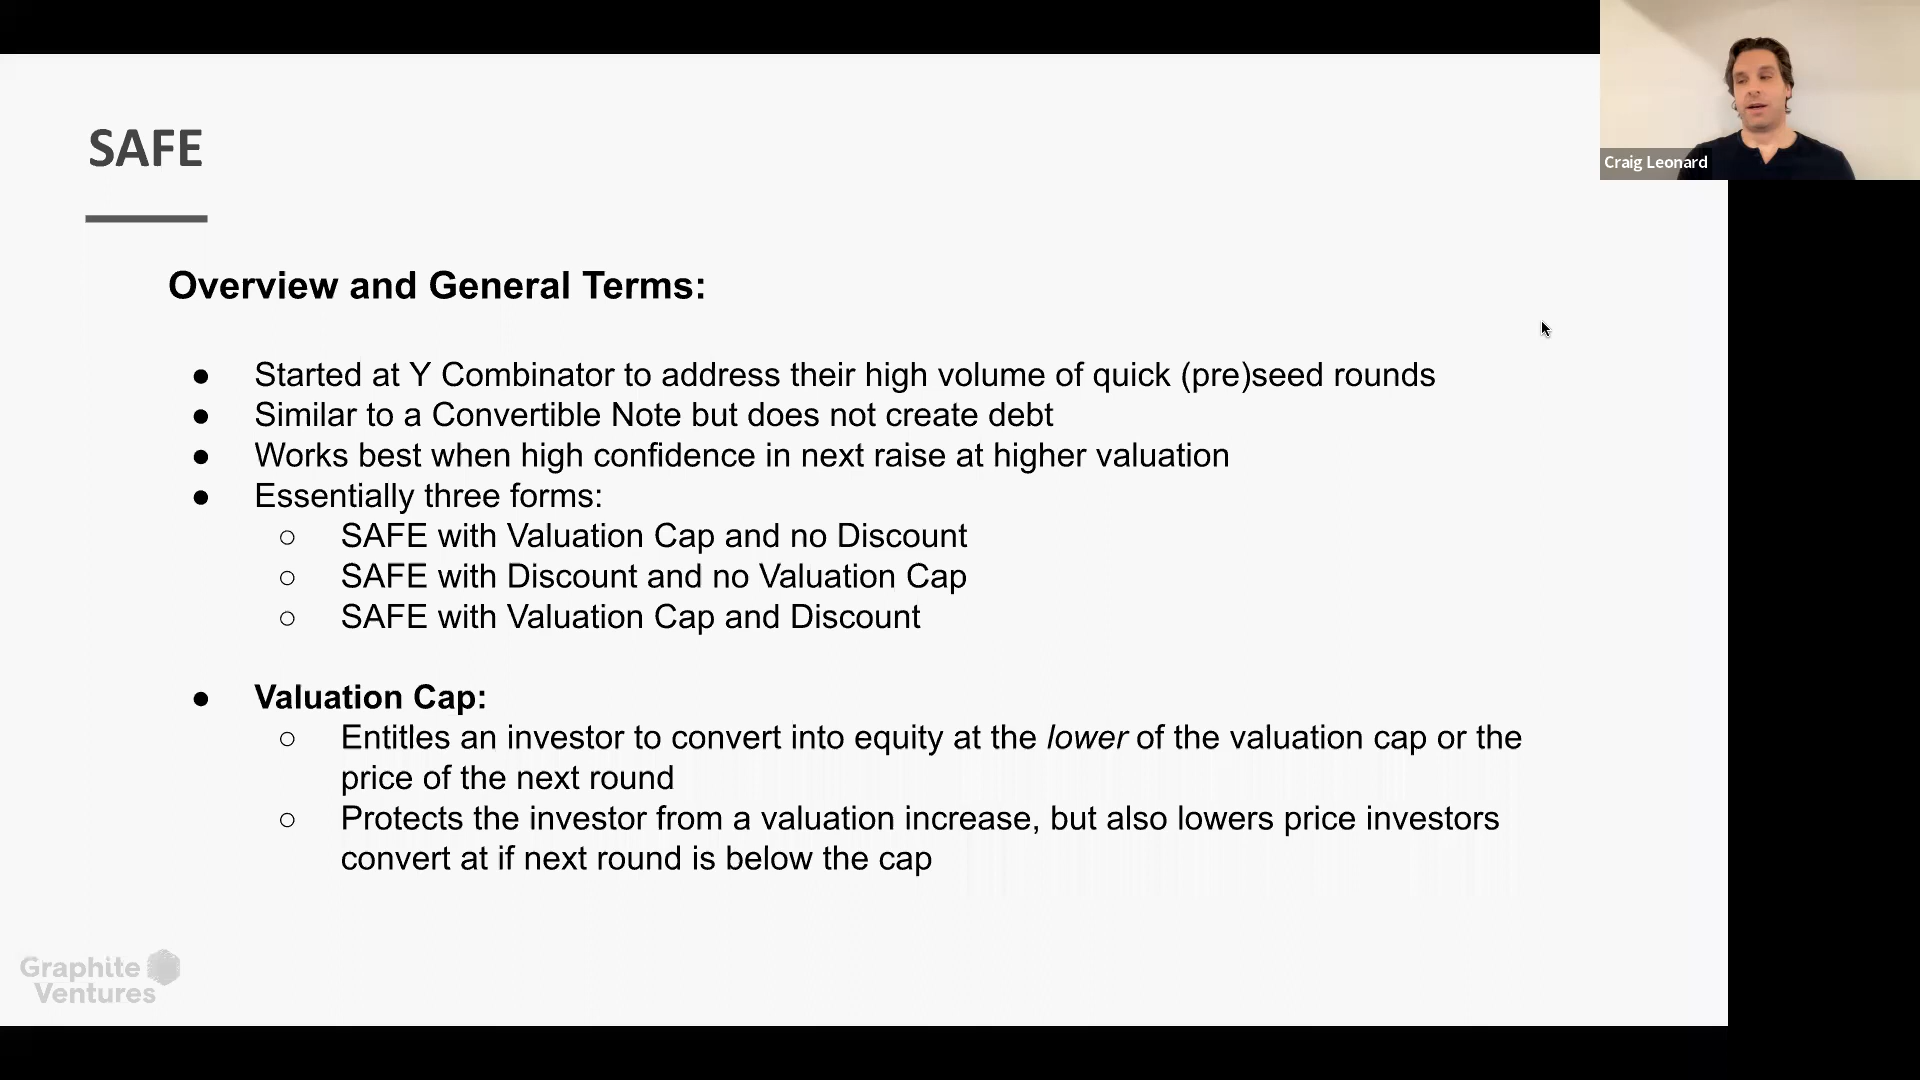 SAFE
Craig Leonard
Overview and General Terms:
● Started at Y Combinator to address their high volume of quick (pre)seed rounds
● Similar to a Convertible Note but does not create debt
● Works best when high confidence in next raise at higher valuation
● Essentially three forms:
○ SAFE with Valuation Cap and no Discount
○ SAFE with Discount and no Valuation Cap
○ SAFE with Valuation Cap and Discount
● Valuation Cap:
○ Entitles an investor to convert into equity at the lower of the valuation cap or the
price of the next round
○ Protects the investor from a valuation increase, but also lowers price investors
convert at if next round is below the cap
Graphite
Ventures